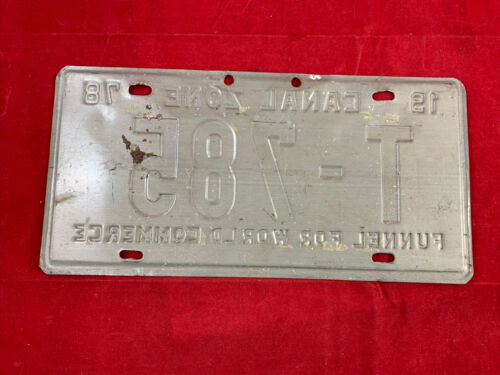 19 CANAL ZONE 78
T-785
FUNNEL FOR WORLD COMMERCE